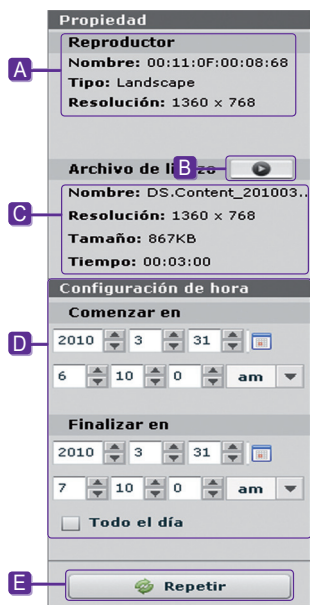 Propiedad
Reproductor
A
Nombre: 00:11:0F:00:08:68
Tipo: Landscape
Resolución: 1360 x 768
B
Archivo de lienzo
C
Nombre: DS.Content_201003..
Resolución: 1360 x 768
Tamaño: 867KB
Tiempo: 00:03:00
Configuración de hora
D
Comenzar en
2010 3 31
6 10 0 am
Finalizar en
2010 3 31
7 10 0 am
Todo el día
E
Repetir